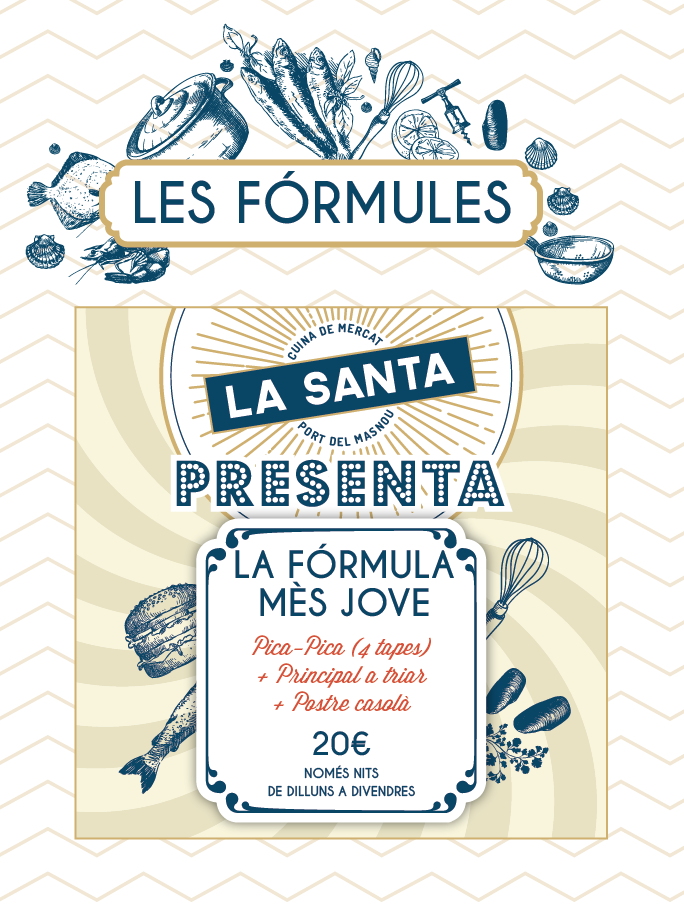 LES FÓRMULES
CUINA DE MERCAT
LA SANTA
PORT DEL MASNOU
PRESENTA
LA FÓRMULA
MÈS JOVE
Pica-Pica (4 tapes)
+ Principal a triar
+ Postre casolà
20€
NOMÉS NITS
DE DILLUNS A DIVENDRES